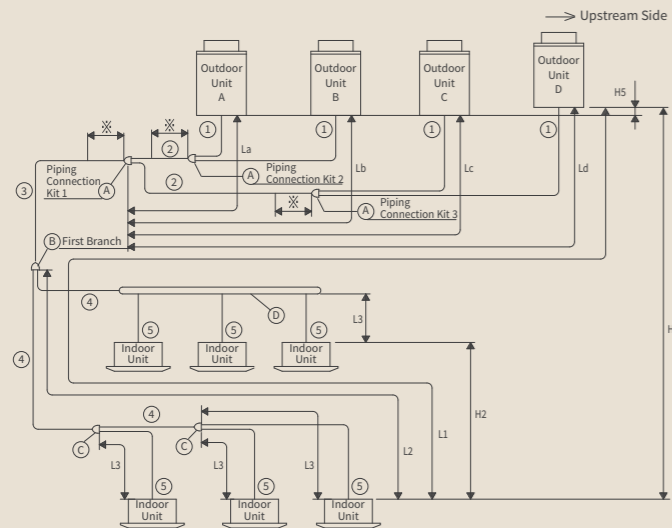 Upstream Side
Outdoor
Unit
A
Outdoor
Unit
B
Outdoor
Unit
C
Outdoor
Unit
D
H5
※
※
1
1
1
1
2
La
Lb
Lc
Ld
Piping
Connection
Kit 1
A
A
Piping
Connection Kit 2
2
3
※
A
Piping
Connection Kit 3
B
First Branch
4
D
L3
5
5
5
Indoor
Unit
Indoor
Unit
Indoor
Unit
4
H
H2
L1
L2
4
C
C
L3
L3
L3
5
5
5
Indoor
Unit
Indoor
Unit
Indoor
Unit